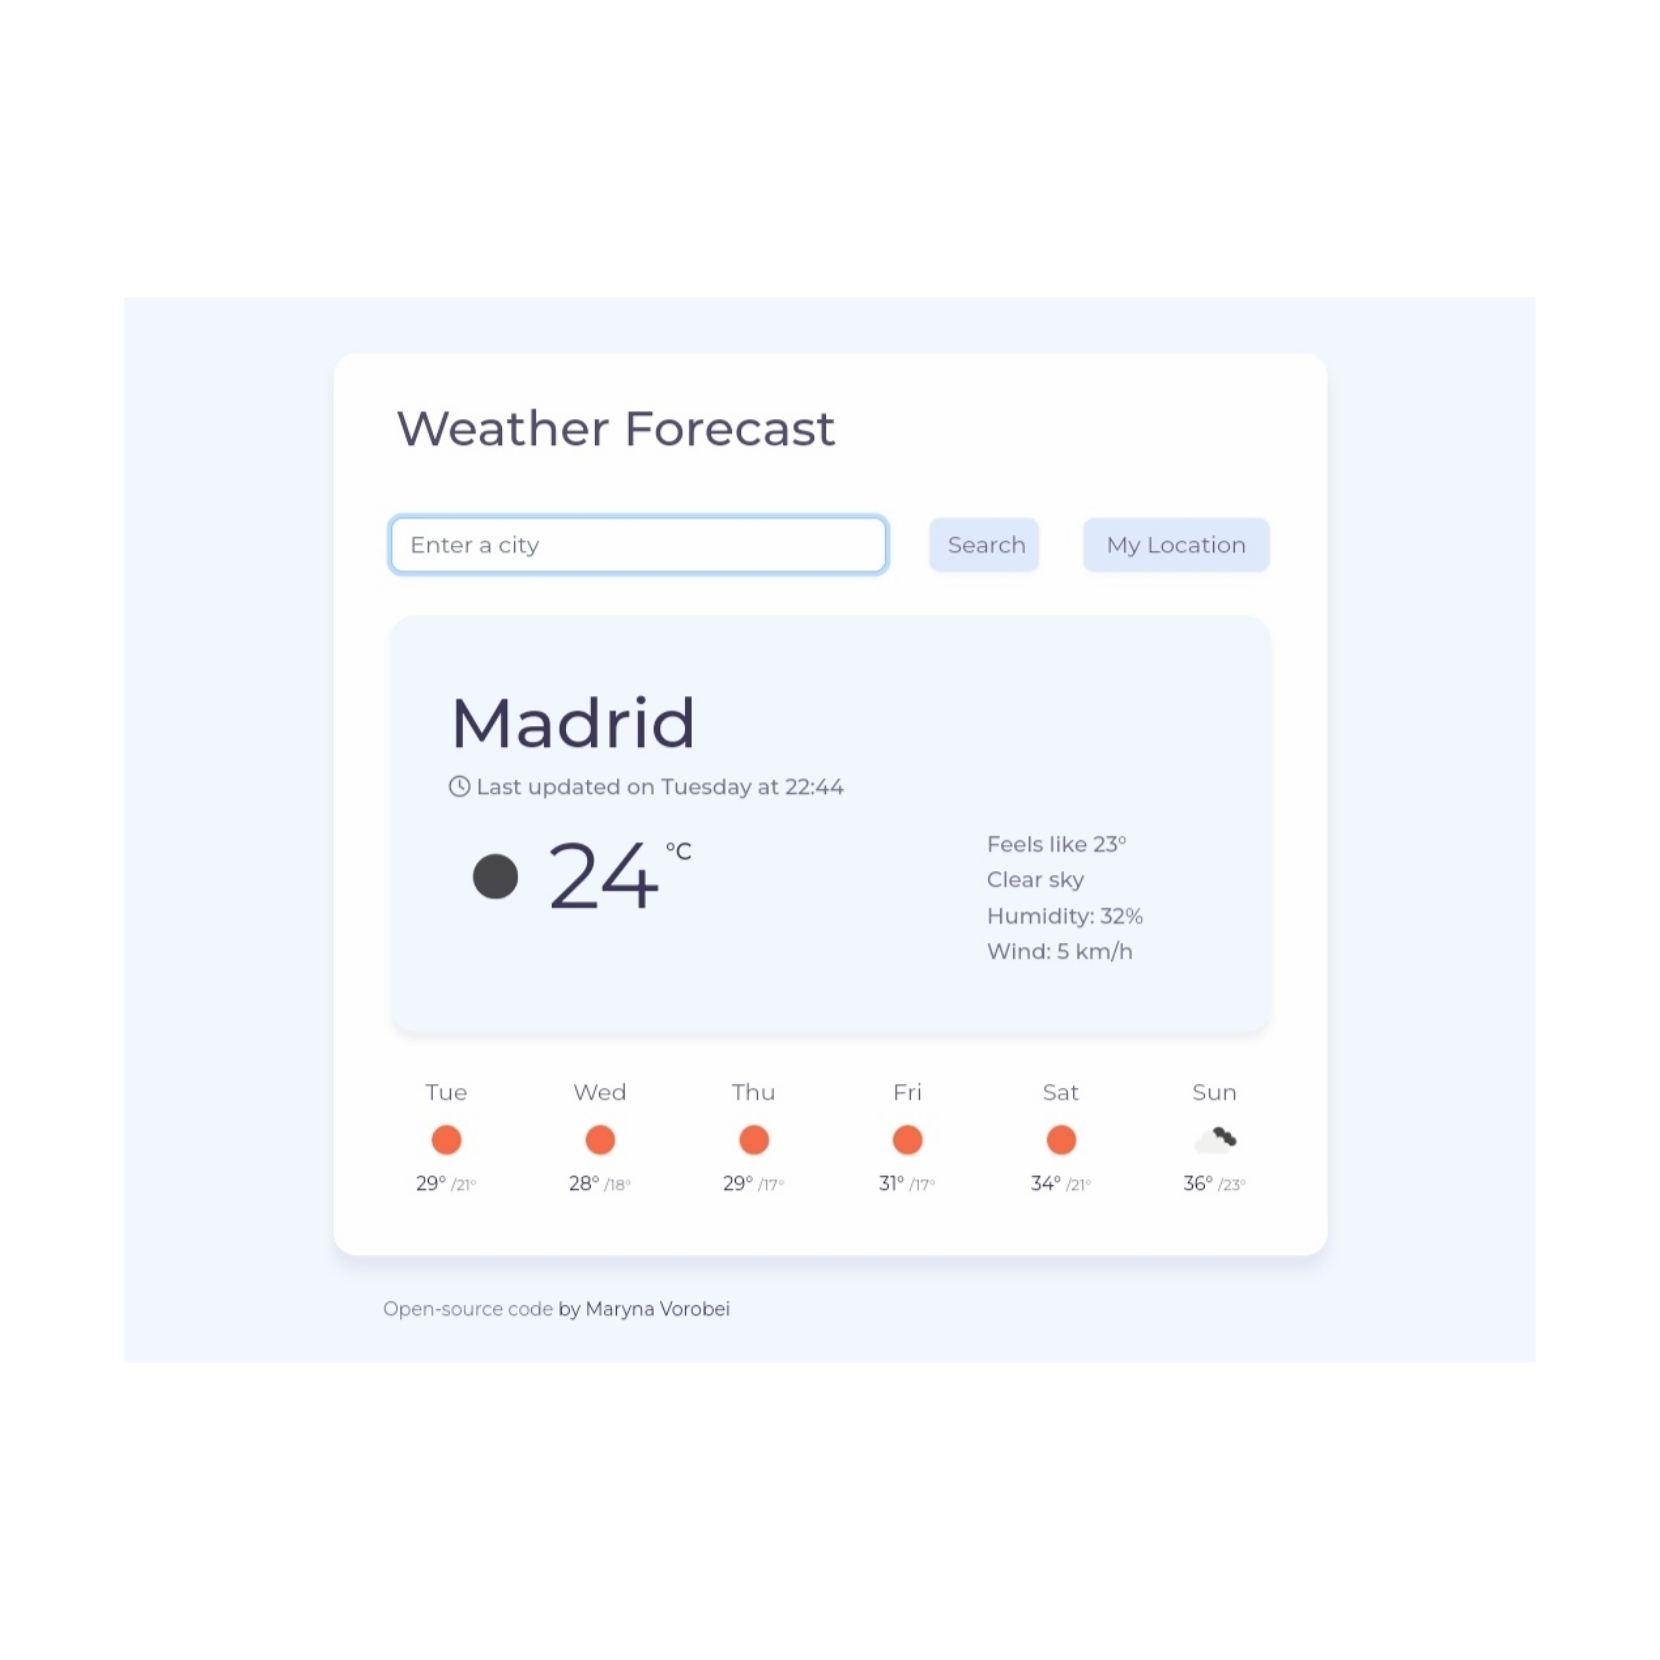 Weather Forecast
Enter a city
Search
My Location
Madrid
Last updated on Tuesday at 22:44
24 °C
Feels like 23°
Clear sky
Humidity: 32%
Wind: 5 km/h
Tue Wed Thu Fri Sat Sun
29° /21° 28° /18° 29° /17° 31° /17° 34° /21° 36° /23°
Open-source code by Maryna Vorobei